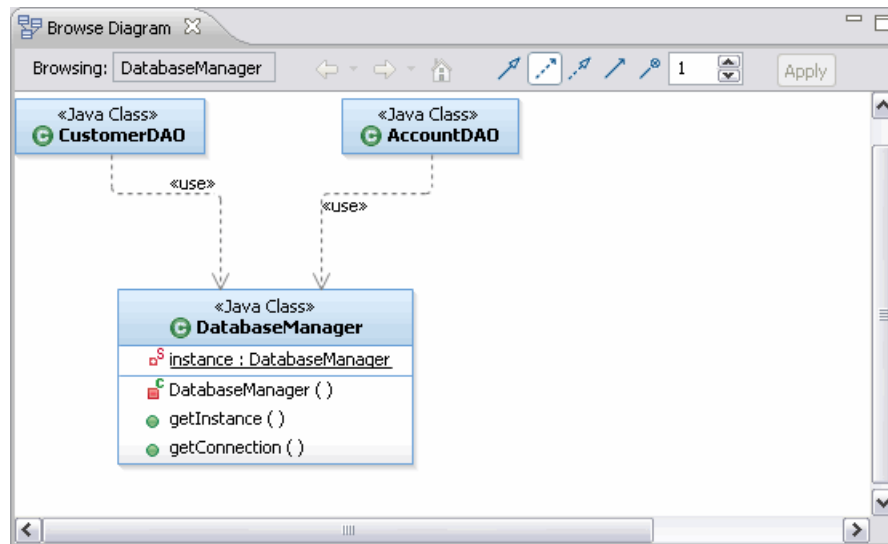 Browse Diagram
Browsing: DatabaseManager 1 Apply
«Java Class» «Java Class»
CustomerDAO AccountDAO
«use»
«use»
«Java Class»
DatabaseManager
instance : DatabaseManager
DatabaseManager ( )
getInstance ( )
getConnection ( )